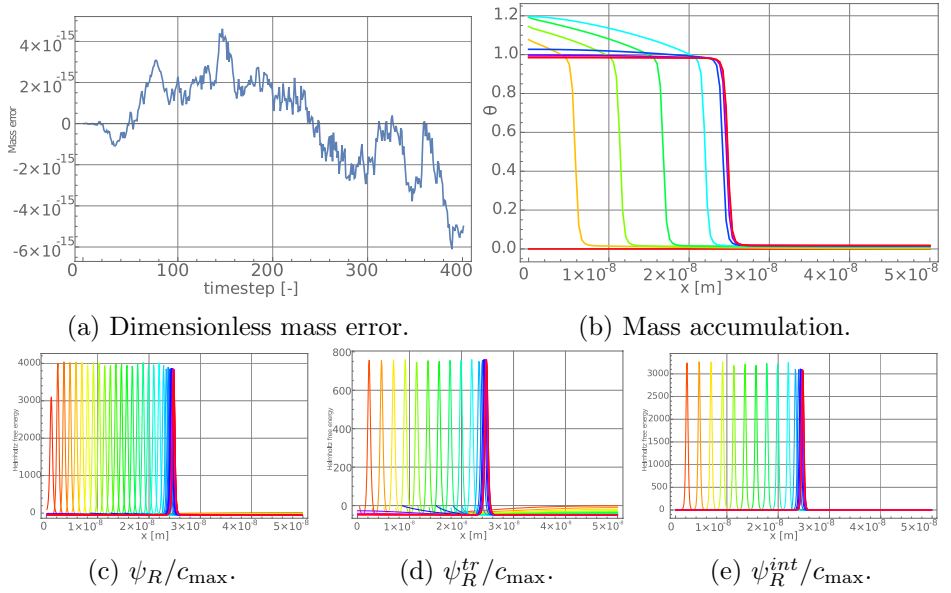 4×10^-15
2×10^-15
0
-2×10^-15
-4×10^-15
-6×10^-15
Mass error
100 200 300 400
timestep [-]
(a) Dimensionless mass error.
1.2
1.0
0.8
0.6
0.4
0.2
0.0
θ
0 1×10^-8 2×10^-8 3×10^-8 4×10^-8 5×10^-8
x [m]
(b) Mass accumulation.
4000
3000
2000
1000
0
Helmholtz free energy
0 1×10^-8 2×10^-8 3×10^-8 4×10^-8 5×10^-8
x [m]
(c) ψ_R/c_max.
800
600
400
200
0
Helmholtz free energy
0 1×10^-8 2×10^-8 3×10^-8 4×10^-8 5×10^-8
x [m]
(d) ψ_R^tr/c_max.
3000
2500
2000
1500
1000
500
0
Helmholtz free energy
0 1×10^-8 2×10^-8 3×10^-8 4×10^-8 5×10^-8
x [m]
(e) ψ_R^int/c_max.